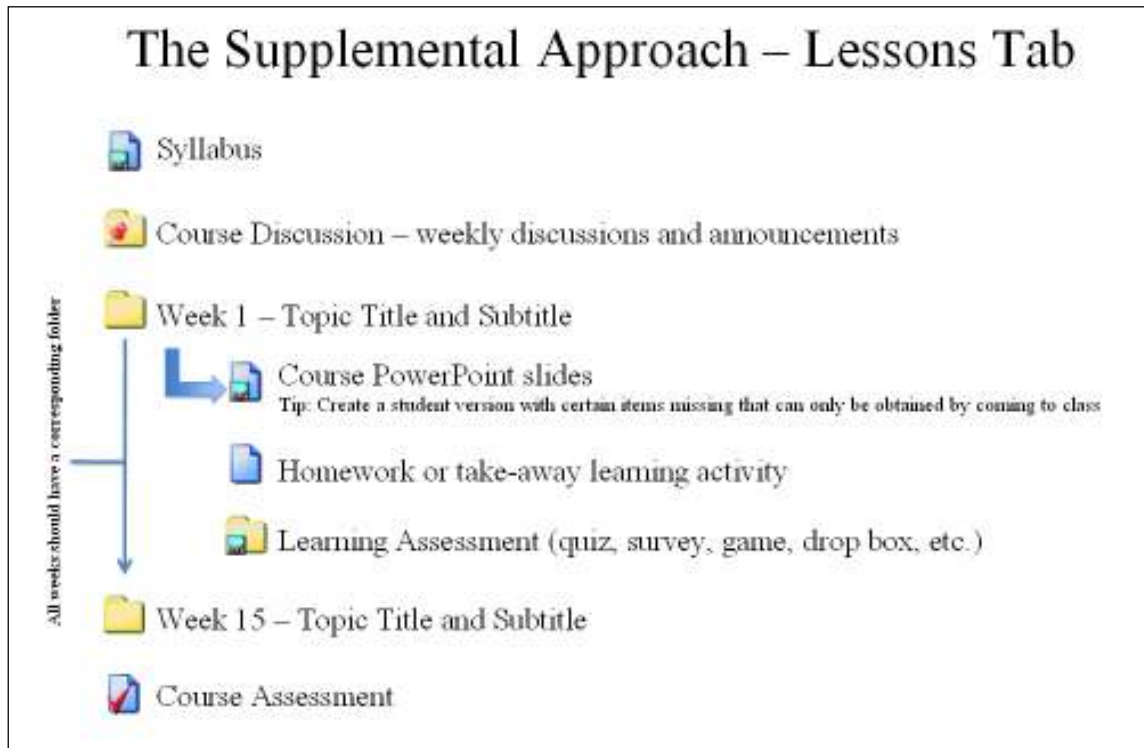 The Supplemental Approach – Lessons Tab
Syllabus
Course Discussion – weekly discussions and announcements
All weeks should have a corresponding folder
Week 1 – Topic Title and Subtitle
Course PowerPoint slides
Tip: Create a student version with certain items missing that can only be obtained by coming to class
Homework or take-away learning activity
Learning Assessment (quiz, survey, game, drop box, etc.)
Week 15 – Topic Title and Subtitle
Course Assessment